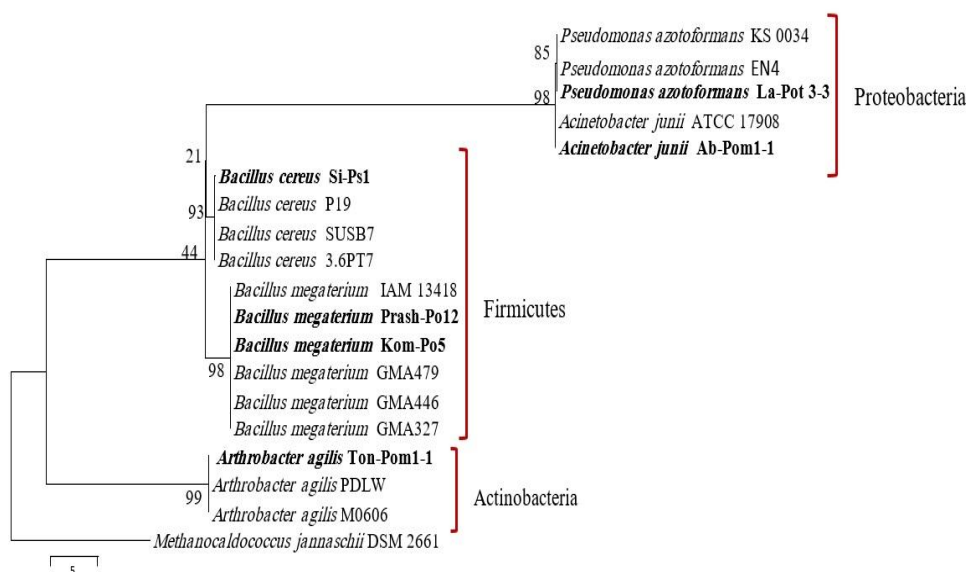 Pseudomonas azotoformans KS 0034
85
Pseudomonas azotoformans EN4
Pseudomonas azotoformans La-Pot 3-3
98
Proteobacteria
Acinetobacter junii ATCC 17908
Acinetobacter junii Ab-Pom1-1
21
Bacillus cereus Si-Ps1
Bacillus cereus P19
93
Bacillus cereus SUSB7
44
Bacillus cereus 3.6PT7
Bacillus megaterium IAM 13418
Firmicutes
Bacillus megaterium Prash-Po12
Bacillus megaterium Kom-Po5
98
Bacillus megaterium GMA479
Bacillus megaterium GMA446
Bacillus megaterium GMA327
Arthrobacter agilis Ton-Pom1-1
Arthrobacter agilis PDLW
99
Actinobacteria
Arthrobacter agilis M0606
Methanocaldococcus jannaschii DSM 2661
5